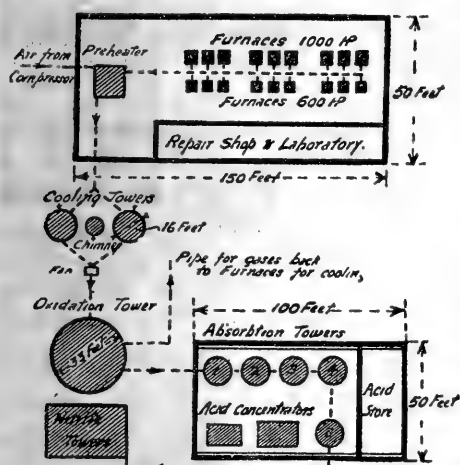 Furnaces 1000 HP
Air from
Compressor
Preheater
Furnaces 600 HP
50 Feet
Repair Shop & Laboratory.
150 Feet
Cooling Towers
16 Feet
Chimney
Fan
Pipe for gases back
to Furnaces for cooling
Oxidation Tower
100 Feet
Absorbtion Towers
1 2 3 4
Acid
Store
50 Feet
Acid Concentrators
Towers